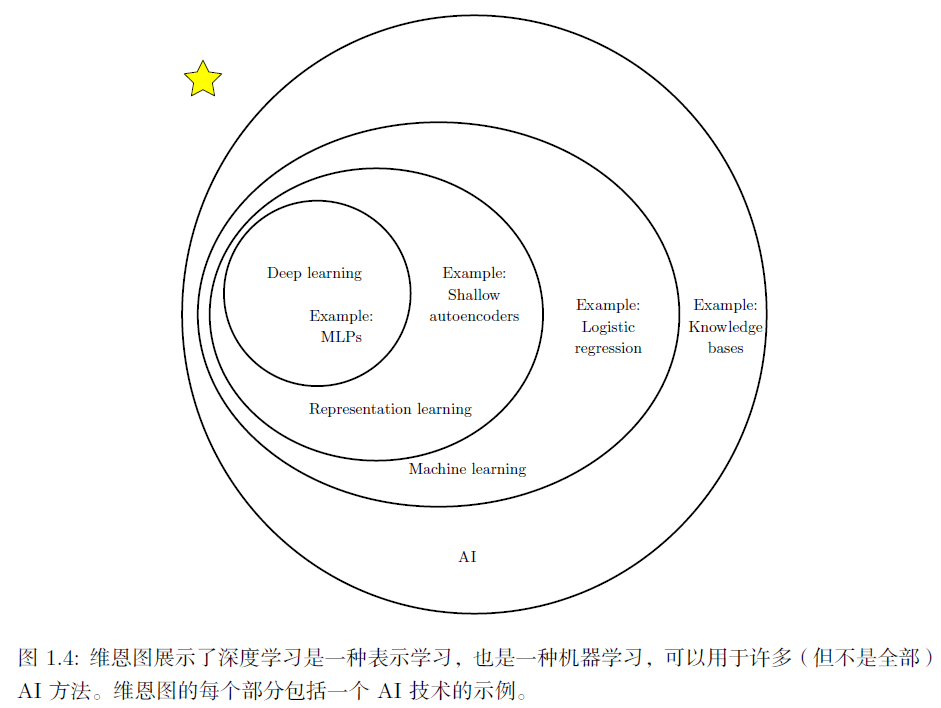 Deep learning
Example:
MLPs
Example:
Shallow
autoencoders
Example:
Logistic
regression
Example:
Knowledge
bases
Representation learning
Machine learning
AI
图 1.4: 维恩图展示了深度学习是一种表示学习，也是一种机器学习，可以用于许多（但不是全部）
AI 方法。维恩图的每个部分包括一个 AI 技术的示例。